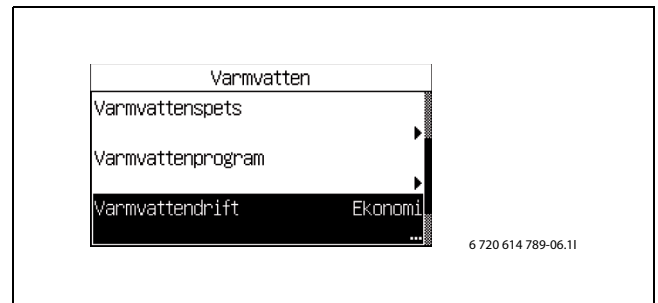 Varmvatten
Varmvattenspets
Varmvattenprogram
Varmvattendrift Ekonomi
...
6 720 614 789-06.1I